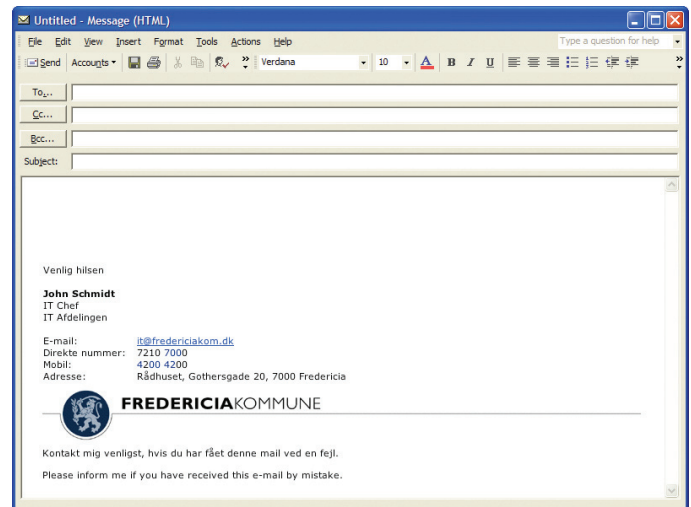 Untitled - Message (HTML)
File Edit View Insert Format Tools Actions Help Type a question for help
Send Accounts Verdana 10 A B I U
To...
Cc...
Bcc...
Subject:
Venlig hilsen
John Schmidt
IT Chef
IT Afdelingen
E-mail: it@fredericiakom.dk
Direkte nummer: 7210 7000
Mobil: 4200 4200
Adresse: Rådhuset, Gothersgade 20, 7000 Fredericia
FREDERICIAKOMMUNE
Kontakt mig venligst, hvis du har fået denne mail ved en fejl.
Please inform me if you have received this e-mail by mistake.